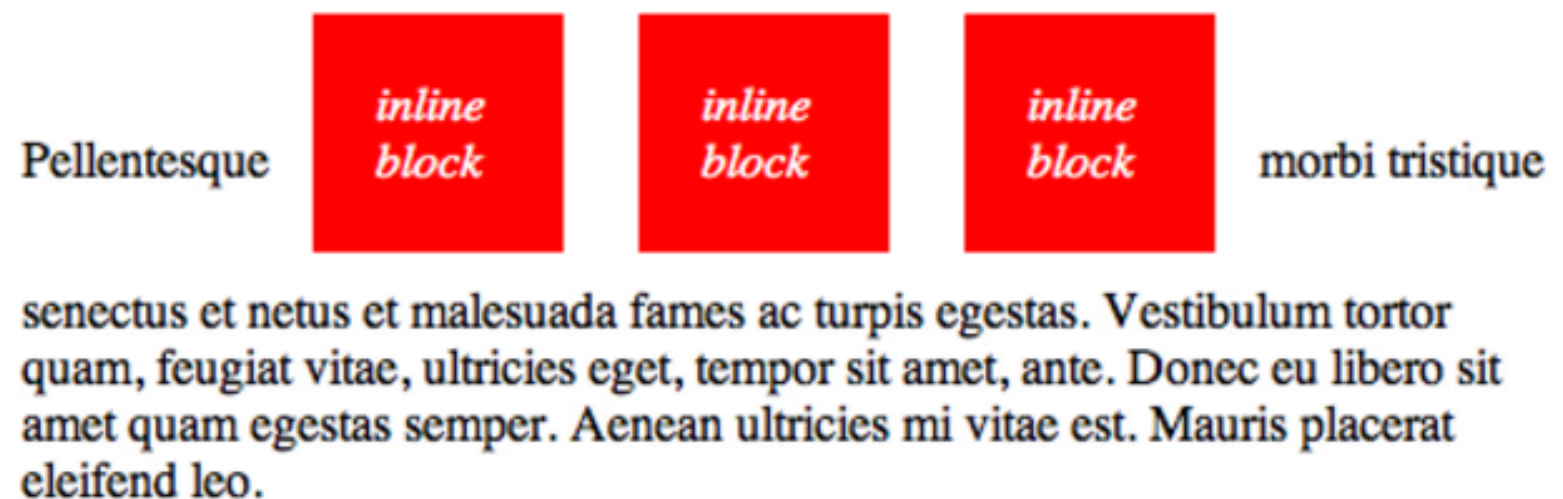 inline inline inline
Pellentesque block block block morbi tristique
senectus et netus et malesuada fames ac turpis egestas. Vestibulum tortor
quam, feugiat vitae, ultricies eget, tempor sit amet, ante. Donec eu libero sit
amet quam egestas semper. Aenean ultricies mi vitae est. Mauris placerat
eleifend leo.